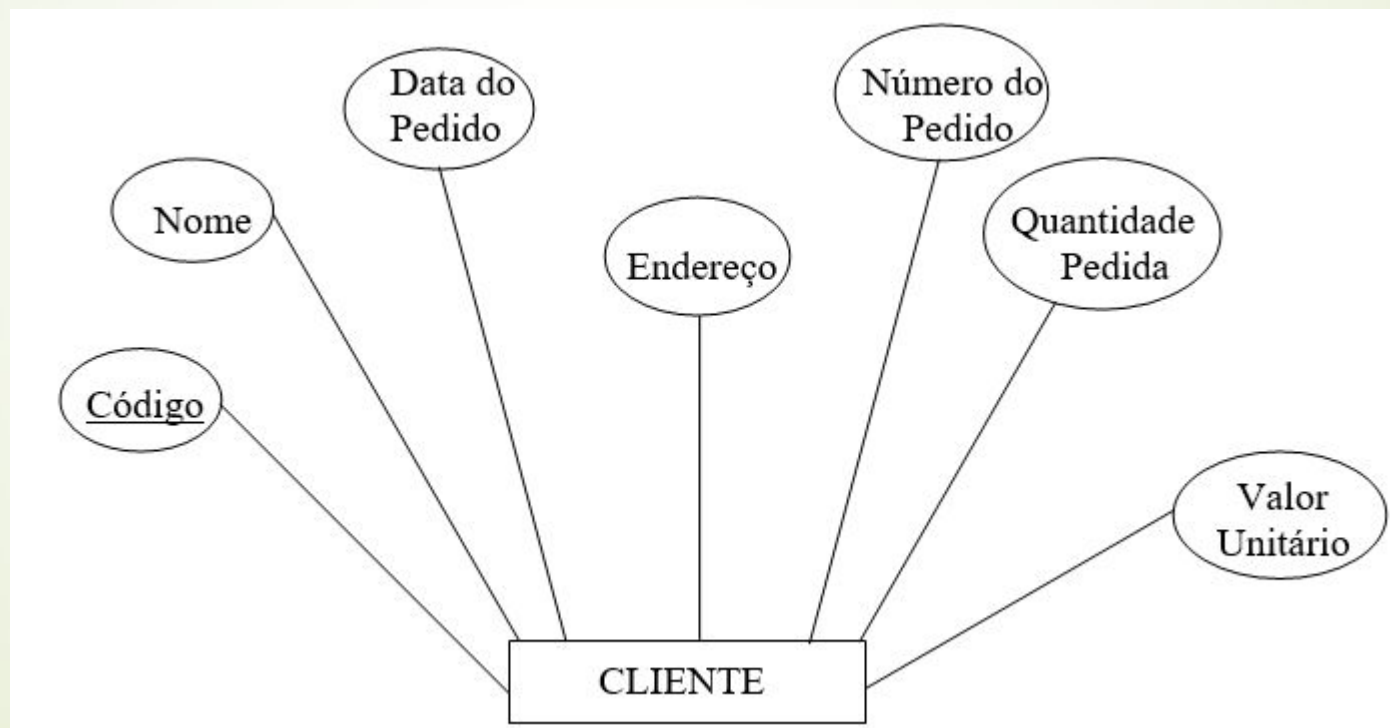 Data do
Pedido
Número do
Pedido
Nome
Quantidade
Pedida
Endereço
Código
Valor
Unitário
CLIENTE